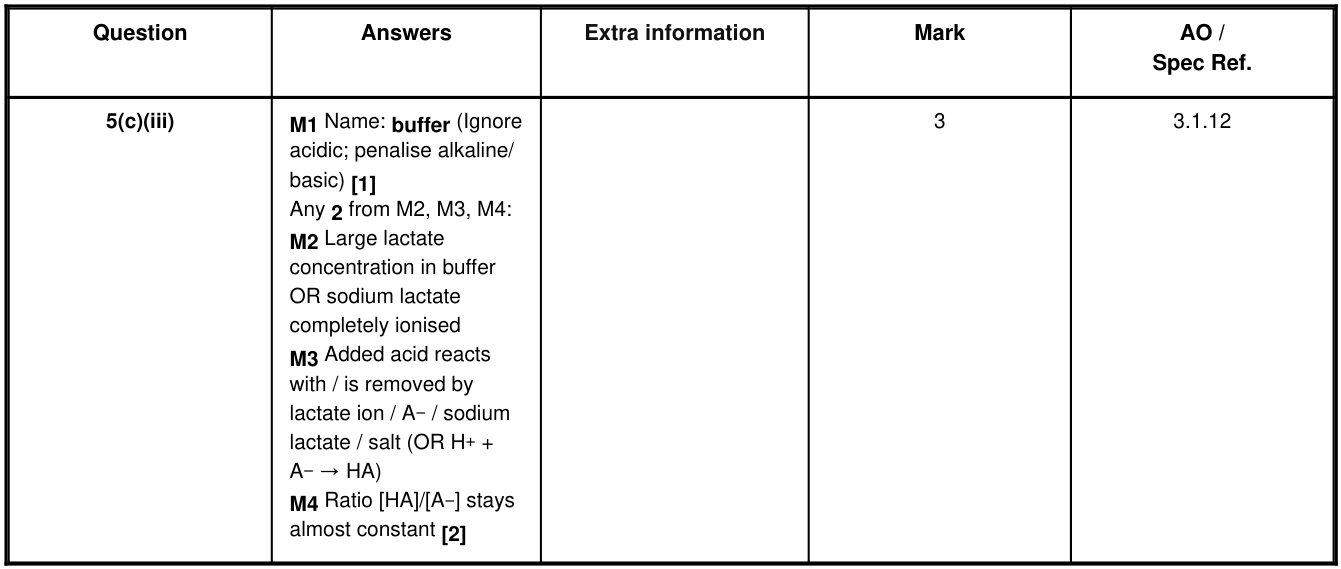 Question Answers Extra information Mark AO /
Spec Ref.
5(c)(iii) M1 Name: buffer (Ignore 3 3.1.12
acidic; penalise alkaline/
basic) [1]
Any 2 from M2, M3, M4:
M2 Large lactate
concentration in buffer
OR sodium lactate
completely ionised
M3 Added acid reacts
with / is removed by
lactate ion / A− / sodium
lactate / salt (OR H+ +
A− → HA)
M4 Ratio [HA]/[A−] stays
almost constant [2]